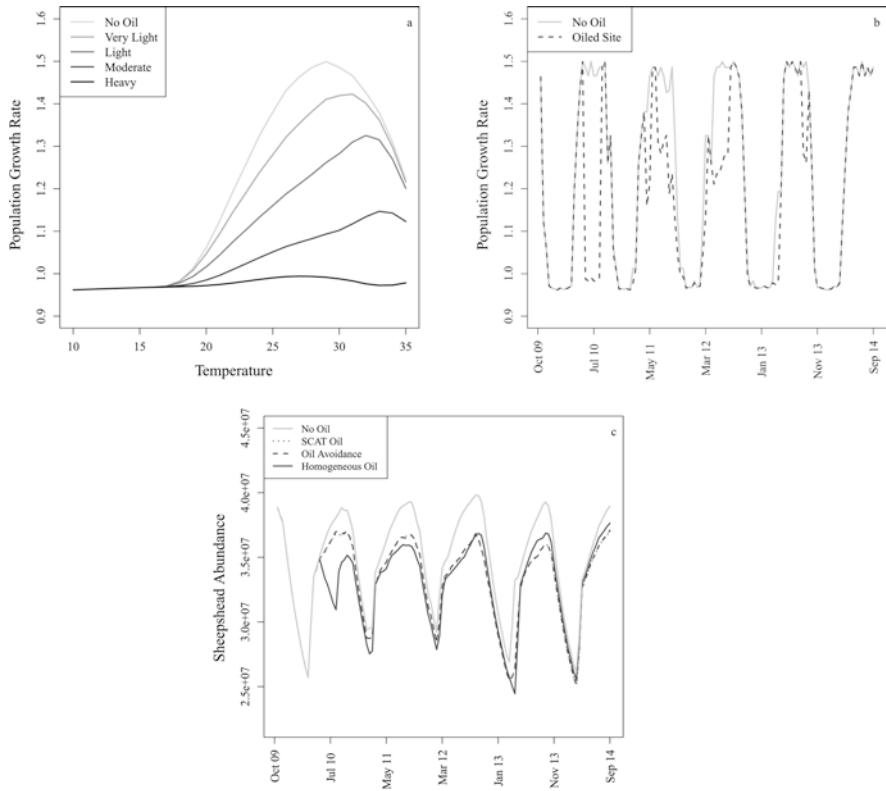 a
No Oil
Very Light
Light
Moderate
Heavy
Population Growth Rate
1.6
1.5
1.4
1.3
1.2
1.1
1.0
0.9
10
15
20
25
30
35
Temperature
b
No Oil
Oiled Site
Population Growth Rate
1.6
1.5
1.4
1.3
1.2
1.1
1.0
0.9
Oct 09
Jul 10
May 11
Mar 12
Jan 13
Nov 13
Sep 14
c
No Oil
SCAT Oil
Oil Avoidance
Homogeneous Oil
Sheepshead Abundance
4.5e+07
4.0e+07
3.5e+07
3.0e+07
2.5e+07
Oct 09
Jul 10
May 11
Mar 12
Jan 13
Nov 13
Sep 14